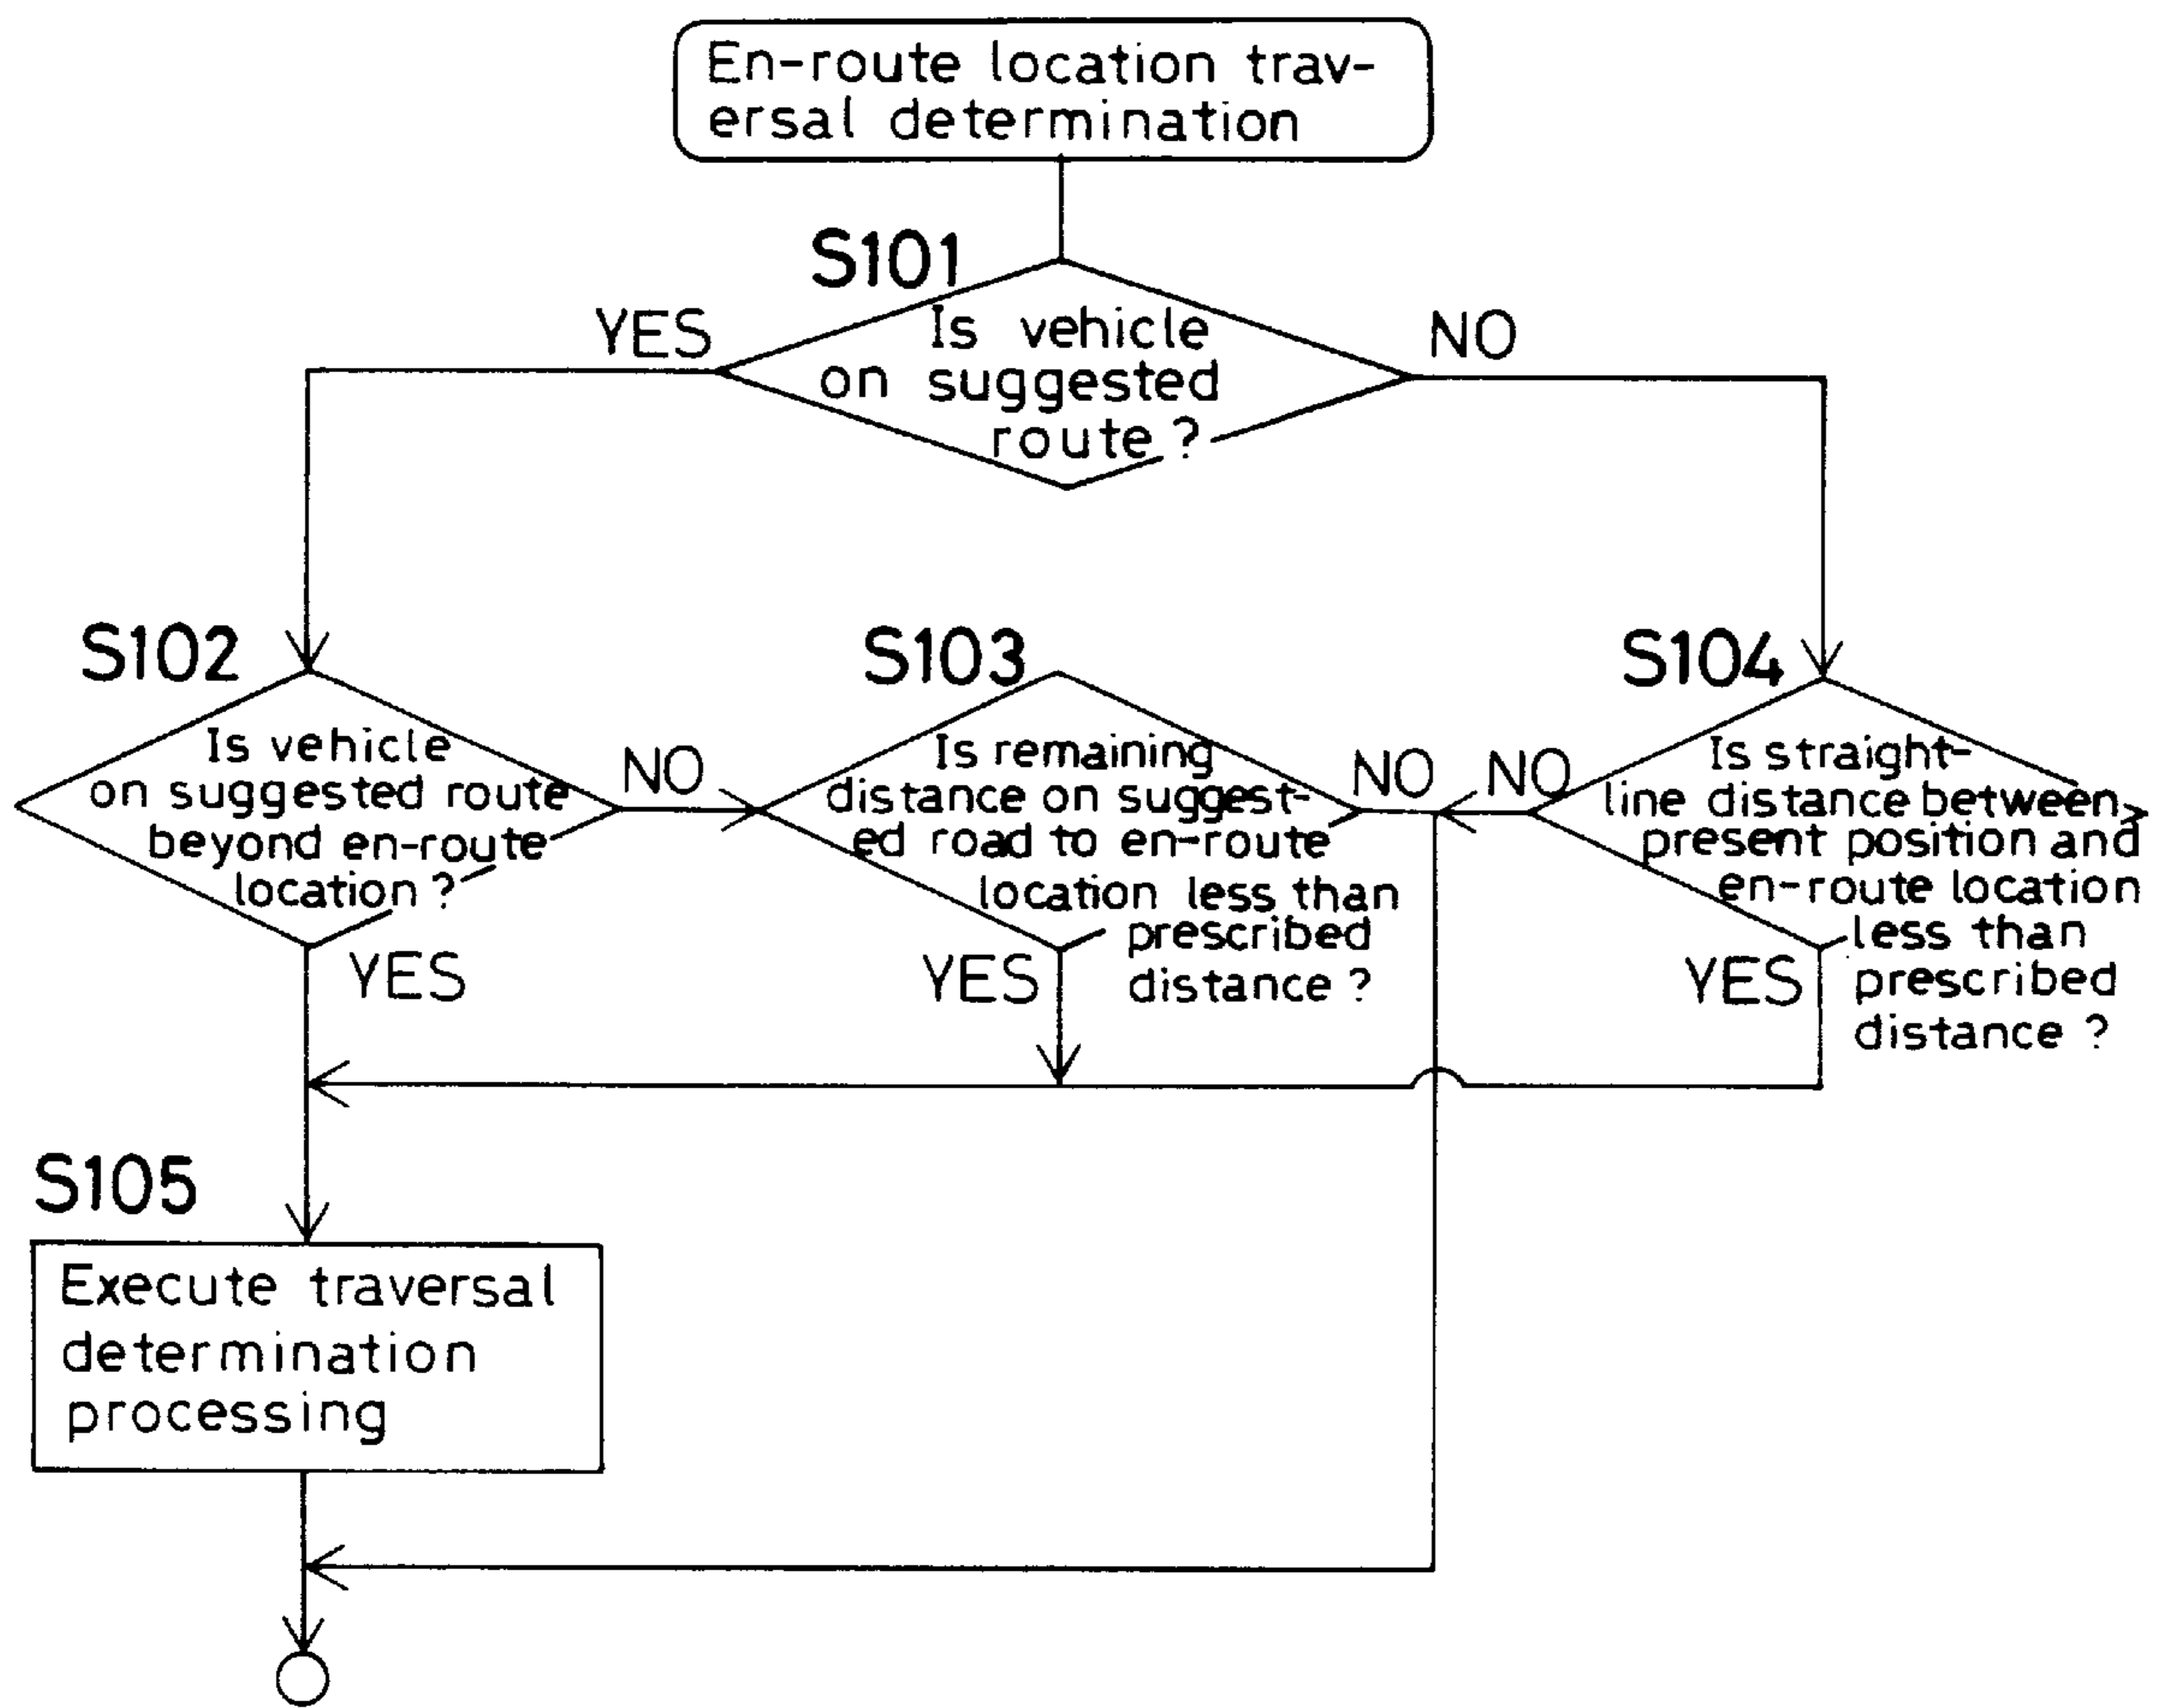 En-route location trav-
ersal determination
S101
YES
Is vehicle
on suggested
route ?
NO
S102
Is vehicle
on suggested route
beyond en-route
location ?
NO
YES
S103
Is remaining
distance on suggest-
ed road to en-route
location less than
prescribed
distance ?
NO
YES
S104
NO
Is straight-
line distance between
present position and
en-route location
less than
prescribed
distance ?
YES
S105
Execute traversal
determination
processing